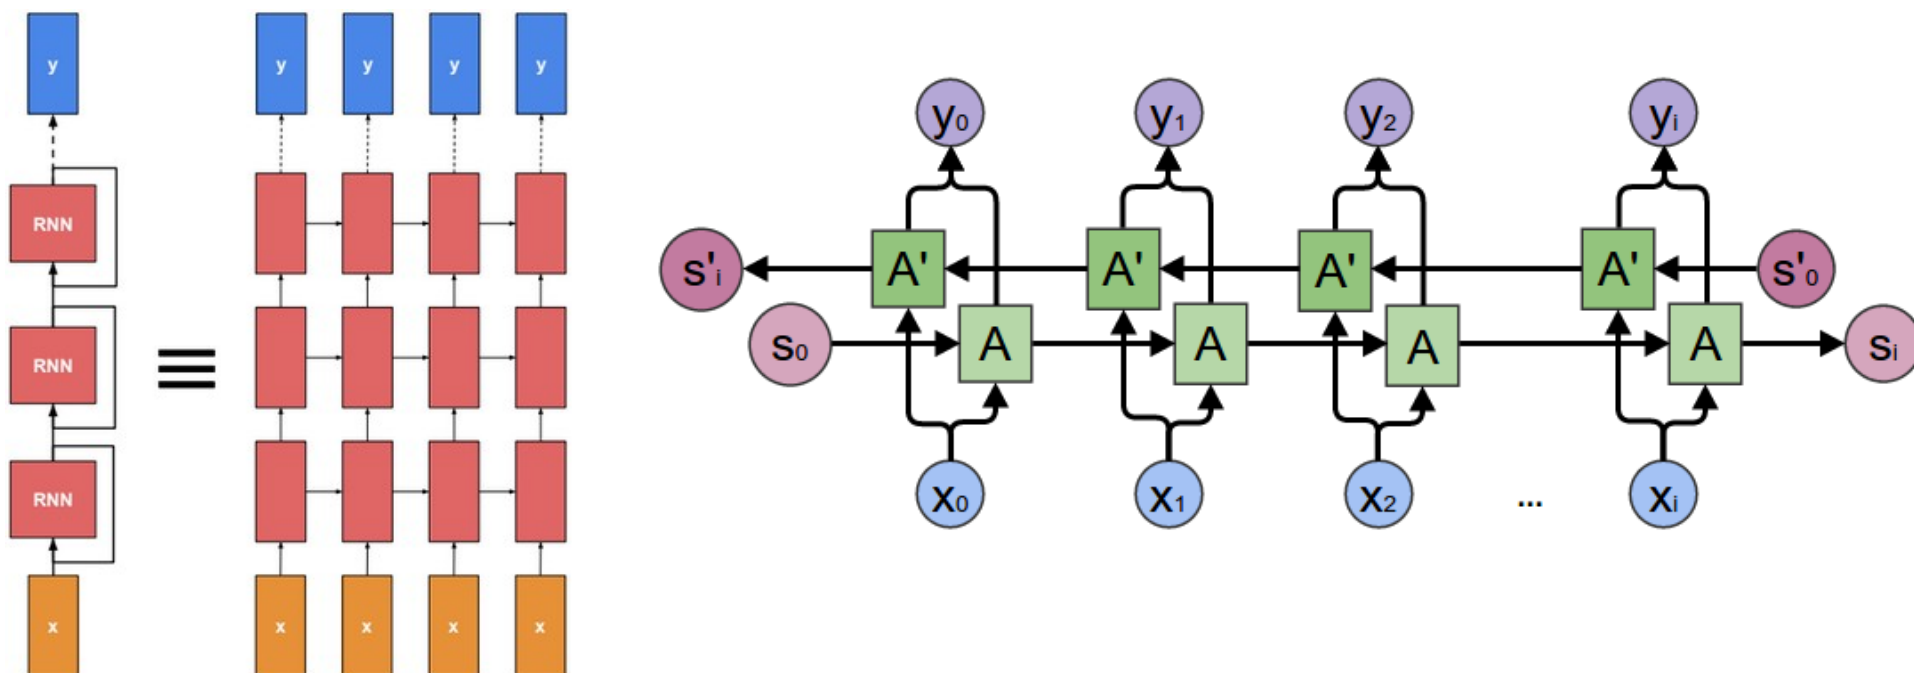 y y y y y
RNN
RNN
RNN
x x x x x
y₀ y₁ y₂ yᵢ
s'ᵢ A' A' A' A' s'₀
s₀ A A A A sᵢ
x₀ x₁ x₂ ... xᵢ